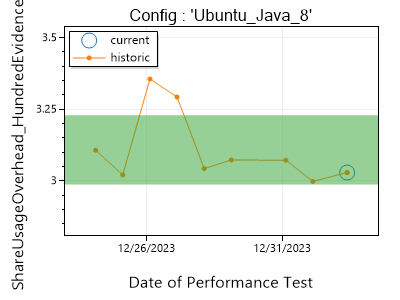 Config : 'Ubuntu_Java_8'
current
historic
ShareUsageOverhead_HundredEvidence
3.5
3.25
3
12/26/2023
12/31/2023
Date of Performance Test